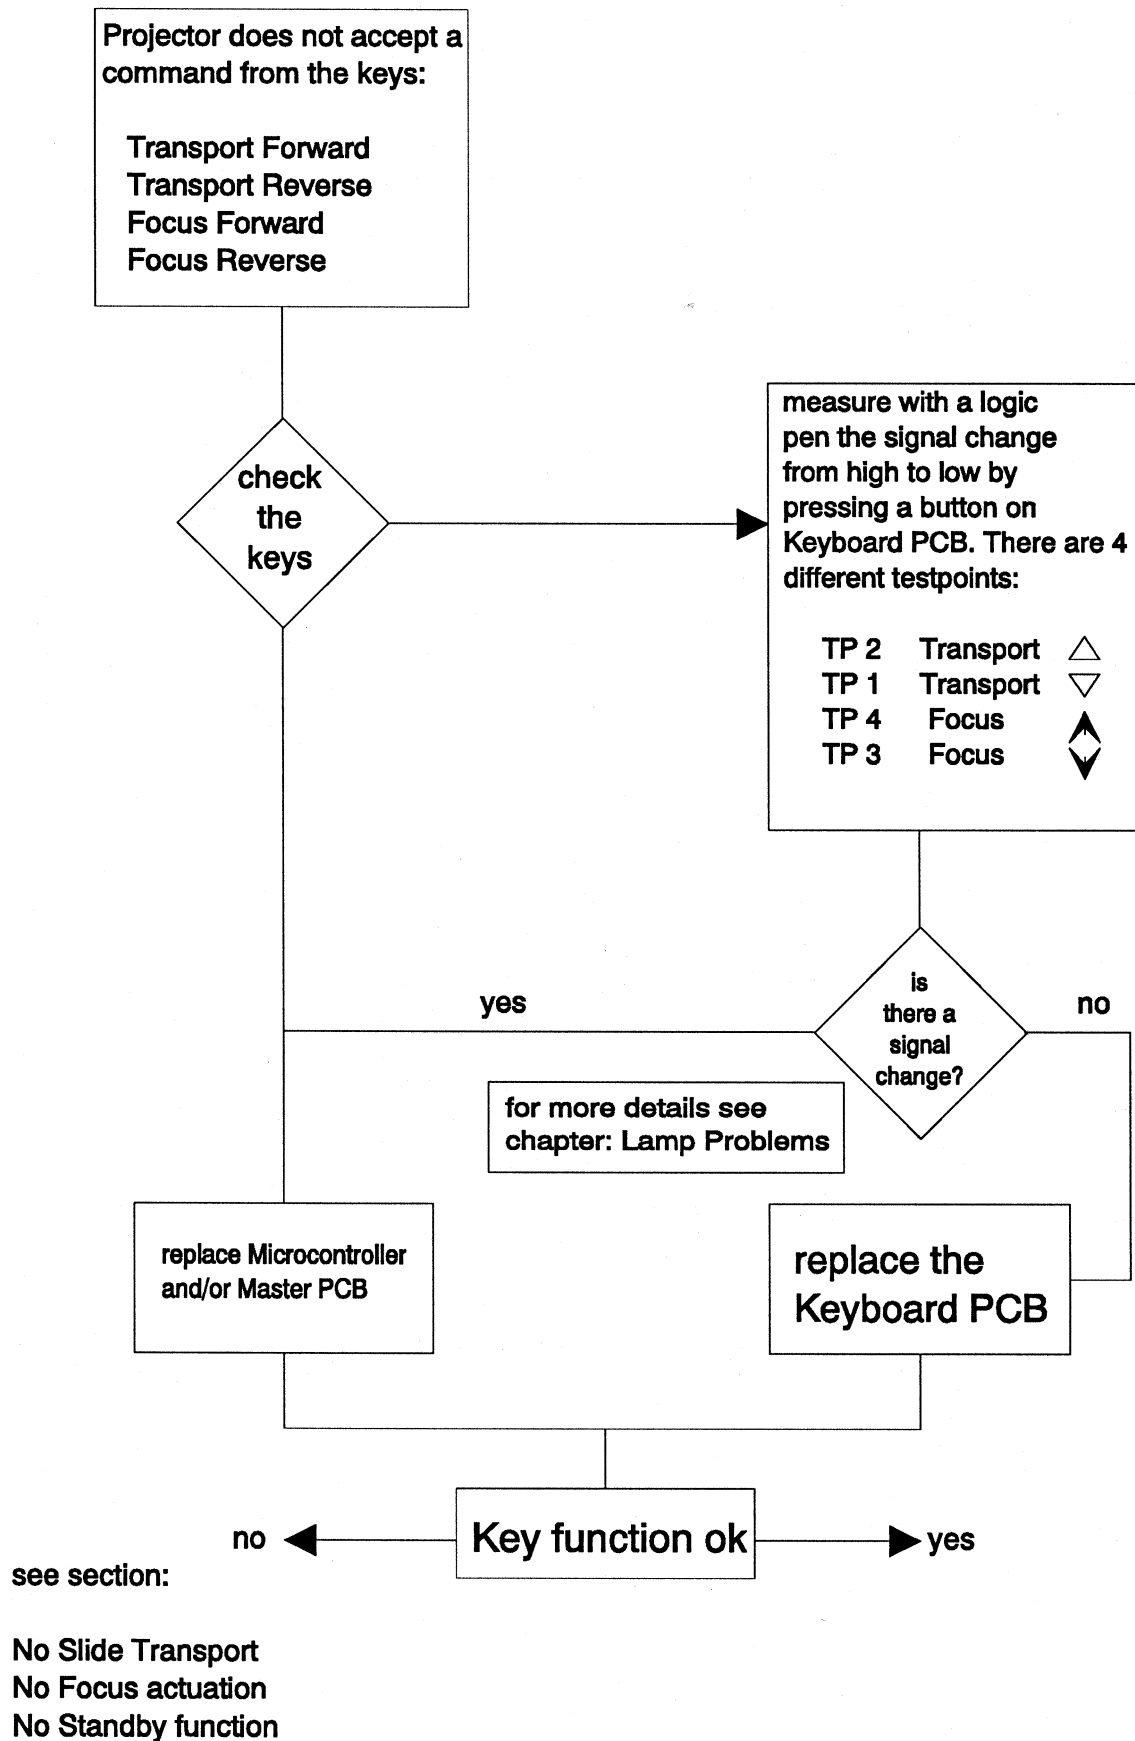 Projector does not accept a
command from the keys:
Transport Forward
Transport Reverse
Focus Forward
Focus Reverse
check
the
keys
measure with a logic
pen the signal change
from high to low by
pressing a button on
Keyboard PCB. There are 4
different testpoints:
TP 2 Transport △
TP 1 Transport ▽
TP 4 Focus
TP 3 Focus
is
there a
signal
change?
yes
no
for more details see
chapter: Lamp Problems
replace Microcontroller
and/or Master PCB
replace the
Keyboard PCB
Key function ok
no
yes
see section:
No Slide Transport
No Focus actuation
No Standby function